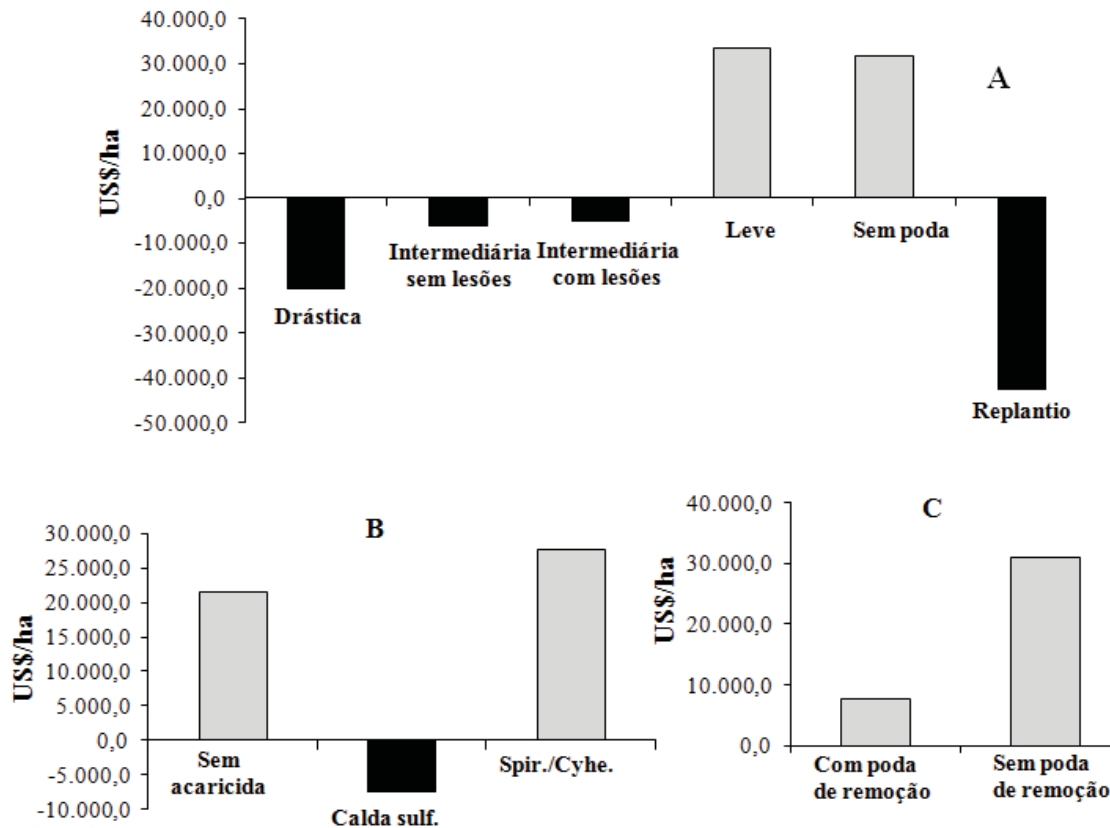 40.000,0
30.000,0
20.000,0
10.000,0
0,0
-10.000,0
-20.000,0
-30.000,0
-40.000,0
-50.000,0
US$/ha
A
Drástica
Intermediária
sem lesões
Intermediária
com lesões
Leve
Sem poda
Replantio
30.000,0
25.000,0
20.000,0
15.000,0
10.000,0
5.000,0
0,0
-5.000,0
-10.000,0
US$/ha
B
Sem
acaricida
Calda sulf.
Spir./Cyhe.
40.000,0
30.000,0
20.000,0
10.000,0
0,0
US$/ha
C
Com poda
de remoção
Sem poda
de remoção